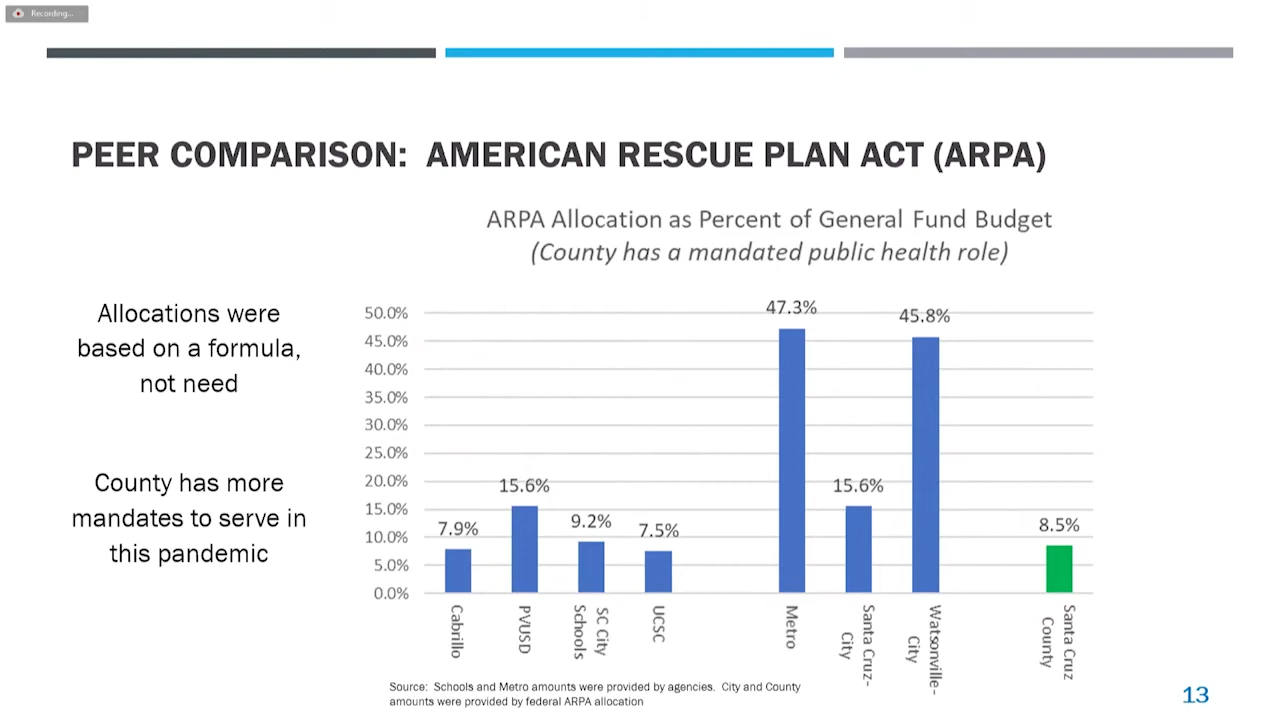 Recording...
PEER COMPARISON: AMERICAN RESCUE PLAN ACT (ARPA)
ARPA Allocation as Percent of General Fund Budget
(County has a mandated public health role)
Allocations were
based on a formula,
not need
County has more
mandates to serve in
this pandemic
50.0%
45.0%
40.0%
35.0%
30.0%
25.0%
20.0%
15.0%
10.0%
5.0%
0.0%
7.9%
15.6%
9.2%
7.5%
47.3%
15.6%
45.8%
8.5%
Cabrillo
PVUSD
SC City
Schools
UCSC
Metro
Santa Cruz-
City
Watsonville-
City
Santa Cruz
County
Source: Schools and Metro amounts were provided by agencies. City and County
amounts were provided by federal ARPA allocation
13